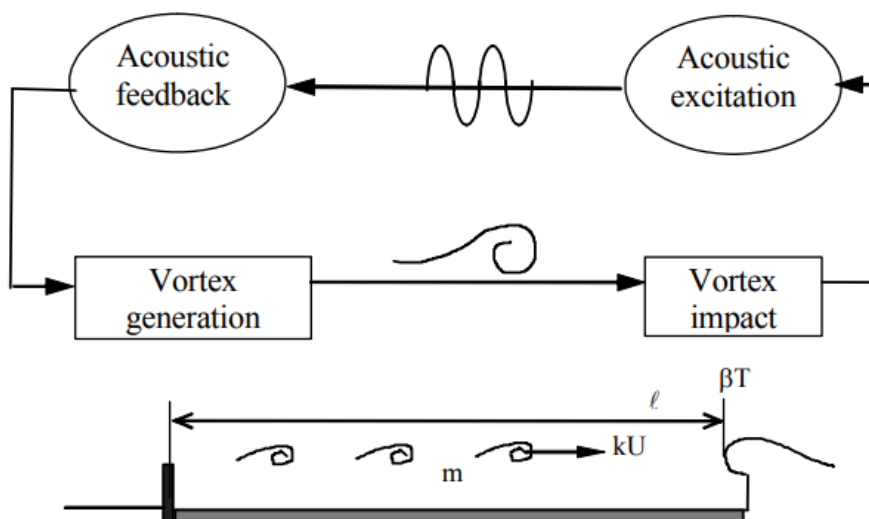 Acoustic
feedback
Acoustic
excitation
Vortex
generation
Vortex
impact
βT
ℓ
kU
m